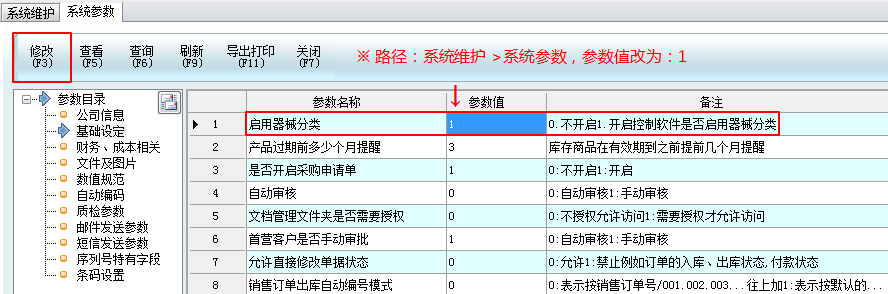 系统维护 系统参数
修改 查看 查询 刷新 导出打印 关闭
(F3) (F5) (F6) (F9) (F11) (F7)
※ 路径：系统维护 >系统参数，参数值改为：1
参数目录
公司信息
基础设定
财务、成本相关
文件及图片
数值规范
自动编码
质检参数
邮件发送参数
短信发送参数
序列号特有字段
条码设置
参数名称 参数值 备注
1 启用器械分类 1 0.不开启1.开启控制软件是否启用器械分类
2 产品过期前多少个月提醒 3 库存商品在有效期到之前提前几个月提醒
3 是否开启采购申请单 1 0:不开启1:开启
4 自动审核 0 0:自动审核1:手动审核
5 文档管理文件夹是否需要授权 0 0:不授权允许访问1:需要授权才允许访问
6 首营客户是否手动审批 1 0:自动审核1:手动审核
7 允许直接修改单据状态 0 0:允许1:禁止例如订单的入库、出库状态,付款状态
8 销售订单出库自动编号模式 0 0:表示按销售订单号/001.002.003...往上加1:表示按默认的...